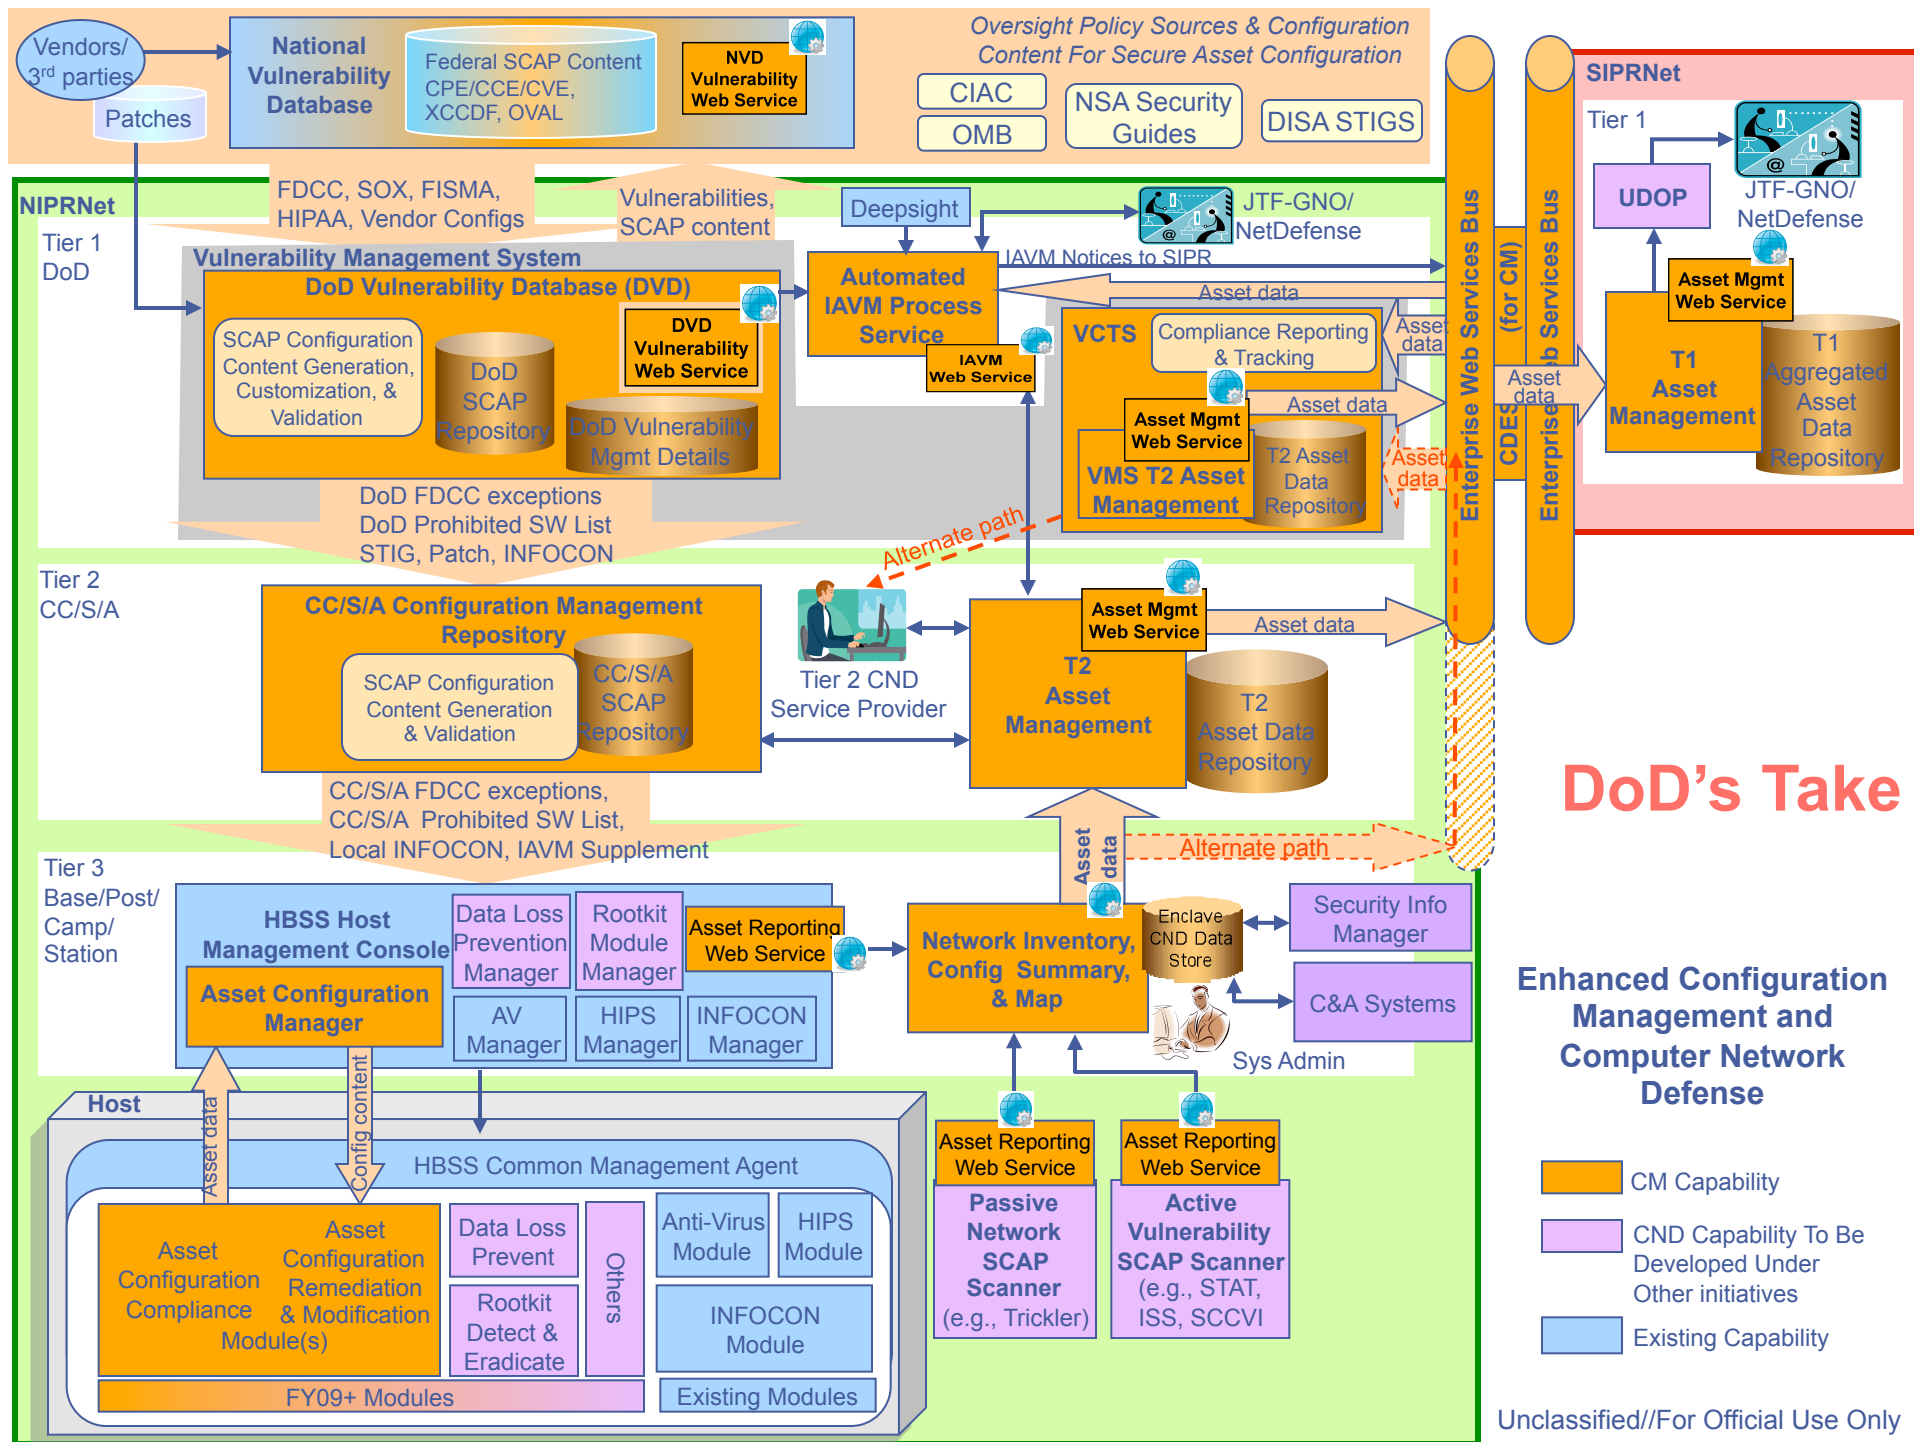 Vendors/
3rd parties
Patches
National
Vulnerability
Database
Federal SCAP Content
CPE/CCE/CVE,
XCCDF, OVAL
NVD
Vulnerability
Web Service
Oversight Policy Sources & Configuration
Content For Secure Asset Configuration
CIAC
OMB
NSA Security
Guides
DISA STIGS
SIPRNet
Tier 1
UDOP
JTF-GNO/
NetDefense
Asset Mgmt
Web Service
T1
Asset
Management
T1
Aggregated
Asset
Data
Repository
Enterprise Web Services Bus
CDES (for CMI)
Enterprise Web Services Bus
Asset
data
NIPRNet
Tier 1
DoD
FDCC, SOX, FISMA,
HIPAA, Vendor Configs
Vulnerabilities,
SCAP content
Deepsight
JTF-GNO/
NetDefense
IAVM Notices to SIPR
Asset data
Vulnerability Management System
DoD Vulnerability Database (DVD)
SCAP Configuration
Content Generation,
Customization, &
Validation
DoD
SCAP
Repository
DVD
Vulnerability
Web Service
DoD Vulnerability
Mgmt Details
Automated
IAVM Process
Service
IAVM
Web Service
VCTS
Compliance Reporting
& Tracking
Asset
data
Asset data
Asset Mgmt
Web Service
VMS T2 Asset
Management
T2 Asset
Data
Repository
Asset
data
Alternate path
DoD FDCC exceptions
DoD Prohibited SW List
STIG, Patch, INFOCON
Tier 2
CC/S/A
CC/S/A Configuration Management
Repository
SCAP Configuration
Content Generation
& Validation
CC/S/A
SCAP
Repository
Tier 2 CND
Service Provider
Asset Mgmt
Web Service
T2
Asset
Management
T2
Asset Data
Repository
Asset data
CC/S/A FDCC exceptions,
CC/S/A Prohibited SW List,
Local INFOCON, IAVM Supplement
Asset
data
Alternate path
DoD's Take
Tier 3
Base/Post/
Camp/
Station
HBSS Host
Management Console
Asset Configuration
Manager
Data Loss
Prevention
Manager
Rootkit
Module
Manager
Asset Reporting
Web Service
AV
Manager
HIPS
Manager
INFOCON
Manager
Network Inventory,
Config Summary,
& Map
Enclave
CND Data
Store
Security Info
Manager
C&A Systems
Sys Admin
Enhanced Configuration
Management and
Computer Network
Defense
Host
Asset data
Config content
HBSS Common Management Agent
Asset
Configuration
Compliance
Asset
Configuration
Remediation
& Modification
Module(s)
Data Loss
Prevent
Rootkit
Detect &
Eradicate
Others
Anti-Virus
Module
HIPS
Module
INFOCON
Module
FY09+ Modules
Existing Modules
Asset Reporting
Web Service
Passive
Network
SCAP
Scanner
(e.g., Trickler)
Asset Reporting
Web Service
Active
Vulnerability
SCAP Scanner
(e.g., STAT,
ISS, SCCVI
CM Capability
CND Capability To Be
Developed Under
Other initiatives
Existing Capability
Unclassified//For Official Use Only